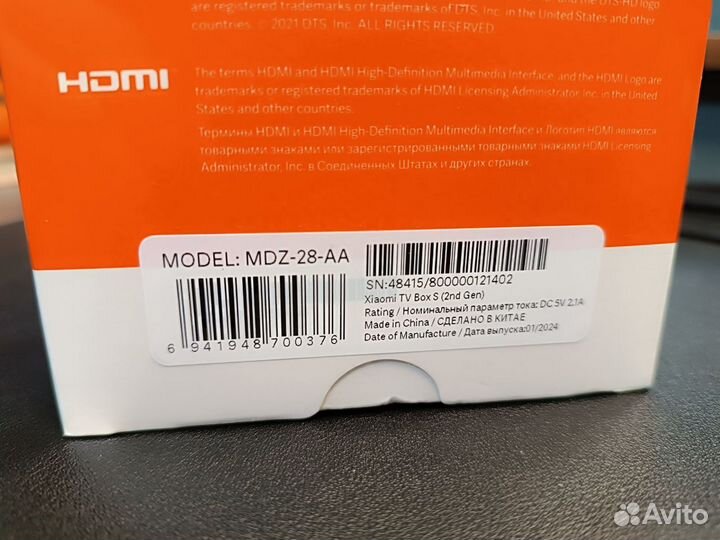 are registered trademarks or trademarks of DTS, Inc. in the United States and other
countries. © 2021 DTS, Inc. ALL RIGHTS RESERVED.
HDMI
The terms HDMI and HDMI High-Definition Multimedia Interface, and the HDMI Logo are
trademarks or registered trademarks of HDMI Licensing Administrator, Inc. in the United
States and other countries.
Термины HDMI и HDMI High-Definition Multimedia Interface и Логотип HDMI являются
товарными знаками или зарегистрированными товарными знаками HDMI Licensing
Administrator, Inc. в Соединенных Штатах и других странах.
MODEL: MDZ-28-AA
6 941948 700376
SN:48415/800000121402
Xiaomi TV Box S (2nd Gen)
Rating / Номинальный параметр тока: DC 5V 2.1A
Made in China / СДЕЛАНО В КИТАЕ
Date of Manufacture / Дата выпуска:01/2024
Avito